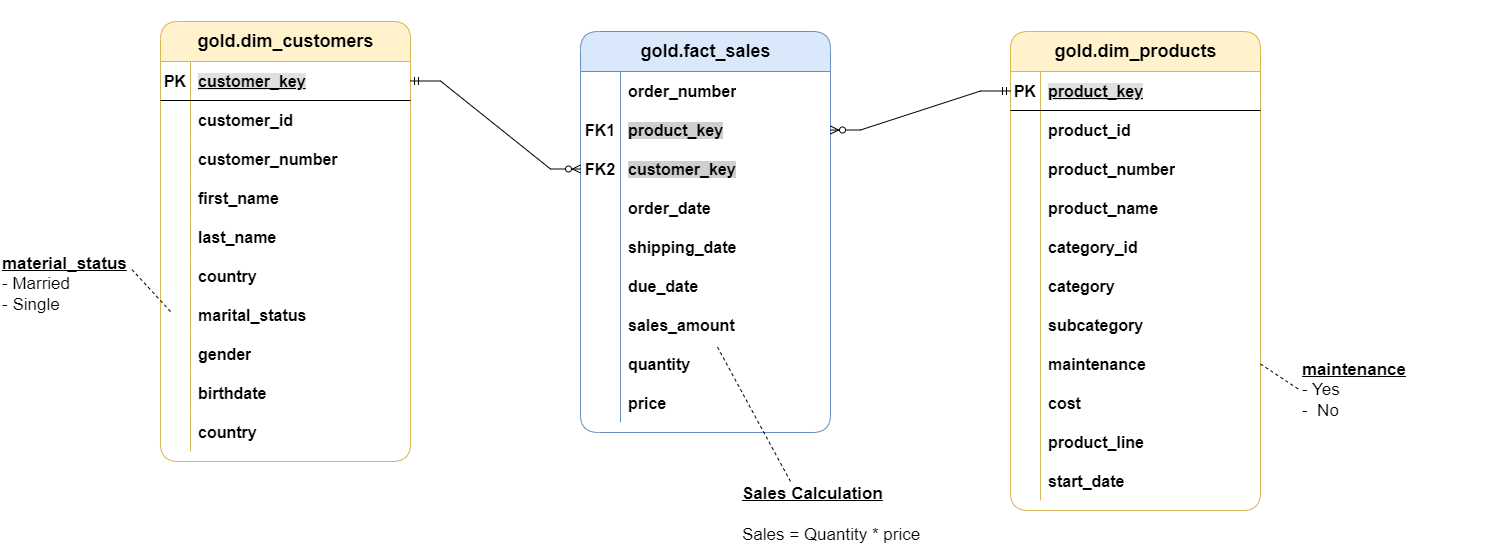 gold.dim_customers
PK customer_key
customer_id
customer_number
first_name
last_name
country
marital_status
gender
birthdate
country
material_status
- Married
- Single
gold.fact_sales
order_number
FK1 product_key
FK2 customer_key
order_date
shipping_date
due_date
sales_amount
quantity
price
Sales Calculation
Sales = Quantity * price
gold.dim_products
PK product_key
product_id
product_number
product_name
category_id
category
subcategory
maintenance
cost
product_line
start_date
maintenance
- Yes
- No